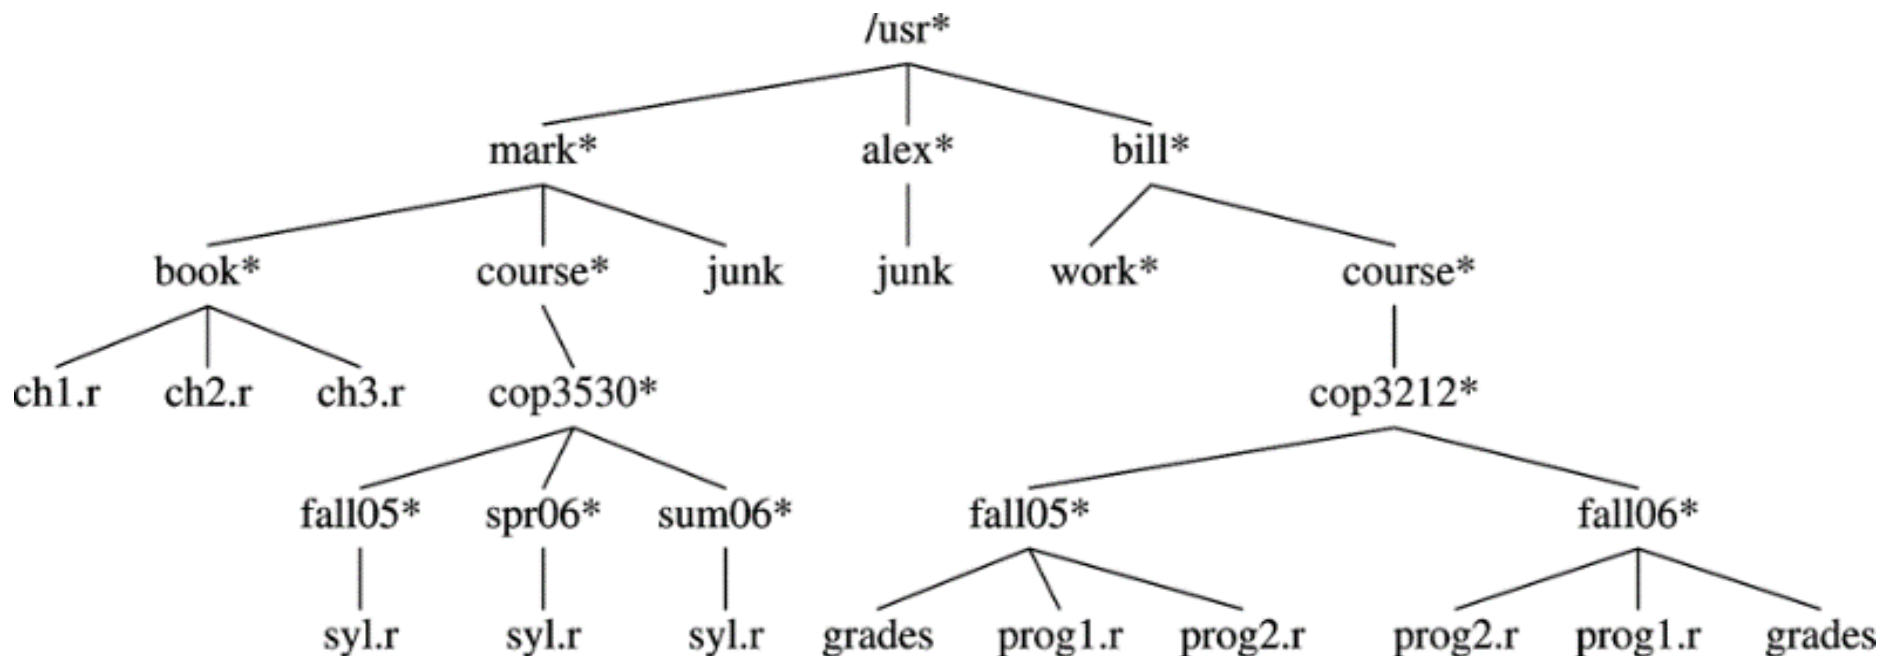 /usr*
mark* alex* bill*
book* course* junk junk work* course*
ch1.r ch2.r ch3.r cop3530* cop3212*
fall05* spr06* sum06* fall05* fall06*
syl.r syl.r syl.r grades prog1.r prog2.r prog2.r prog1.r grades